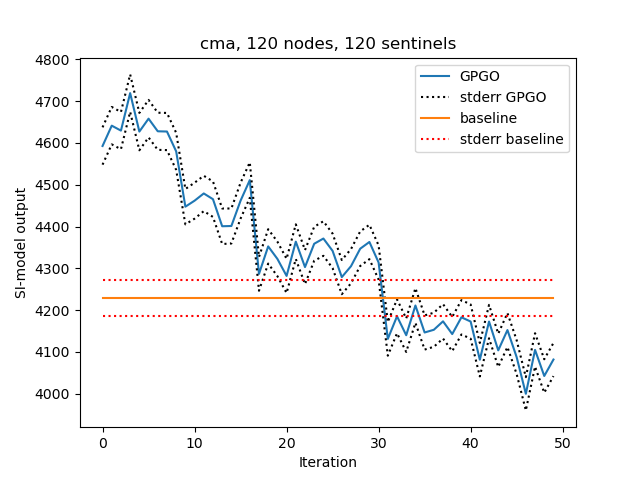 cma, 120 nodes, 120 sentinels
4800
4700
4600
4500
4400
4300
4200
4100
4000
SI-model output
GPGO
stderr GPGO
baseline
stderr baseline
0
10
20
30
40
50
Iteration